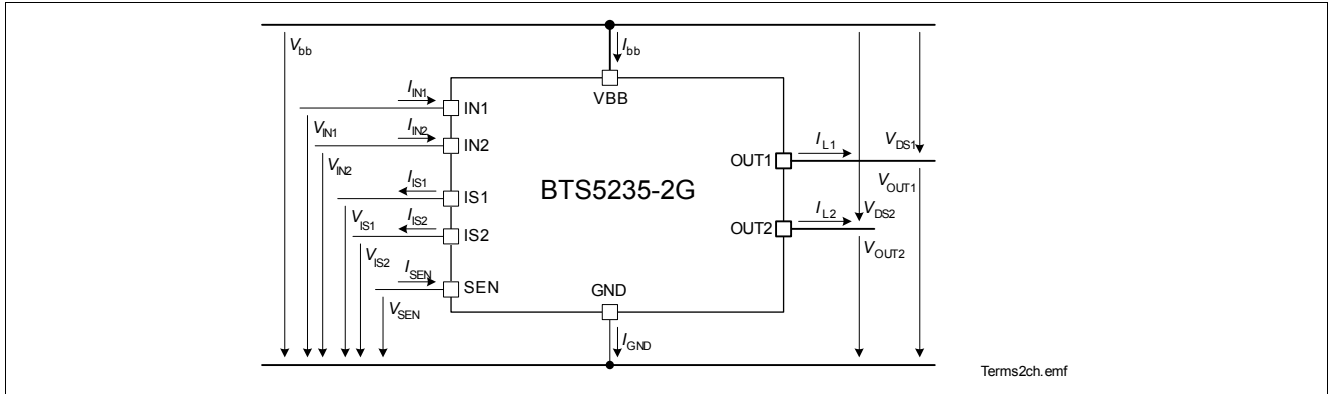 Vbb
Ibb
VBB
IIN1
IN1
VIN1
IIN2
IN2
VIN2
IIS1
IS1
VIS1
IIS2
IS2
VIS2
ISEN
SEN
VSEN
BTS5235-2G
OUT1
IL1
VDS1
VOUT1
OUT2
IL2
VDS2
VOUT2
GND
IGND
Terms2ch.emf